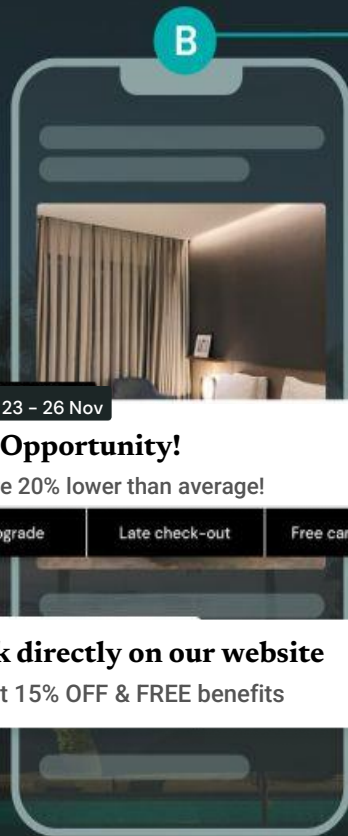 B
23 - 26 Nov
Opportunity!
e 20% lower than average!
grade
Late check-out
Free car
k directly on our website
t 15% OFF & FREE benefits